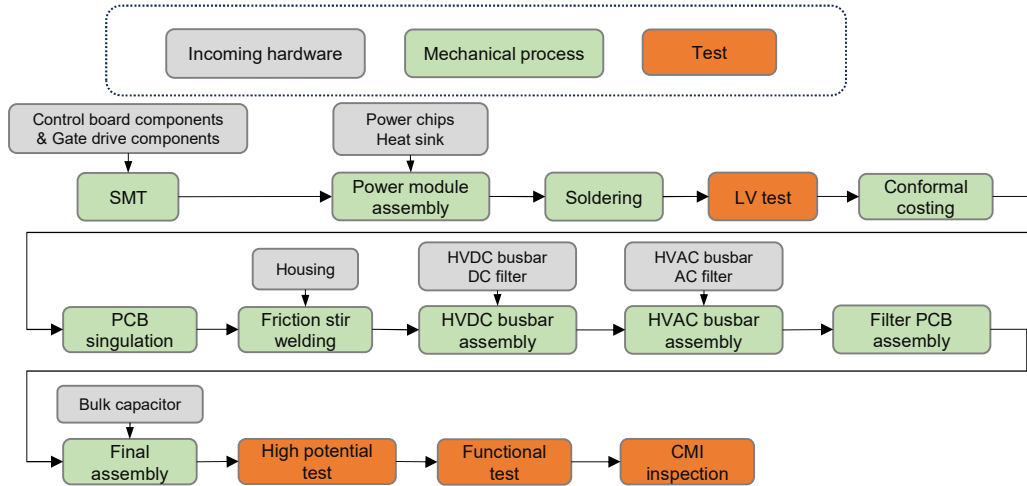 Incoming hardware
Mechanical process
Test
Control board components
& Gate drive components
Power chips
Heat sink
SMT
Power module
assembly
Soldering
LV test
Conformal
costing
Housing
HVDC busbar
DC filter
HVAC busbar
AC filter
PCB
singulation
Friction stir
welding
HVDC busbar
assembly
HVAC busbar
assembly
Filter PCB
assembly
Bulk capacitor
Final
assembly
High potential
test
Functional
test
CMI
inspection